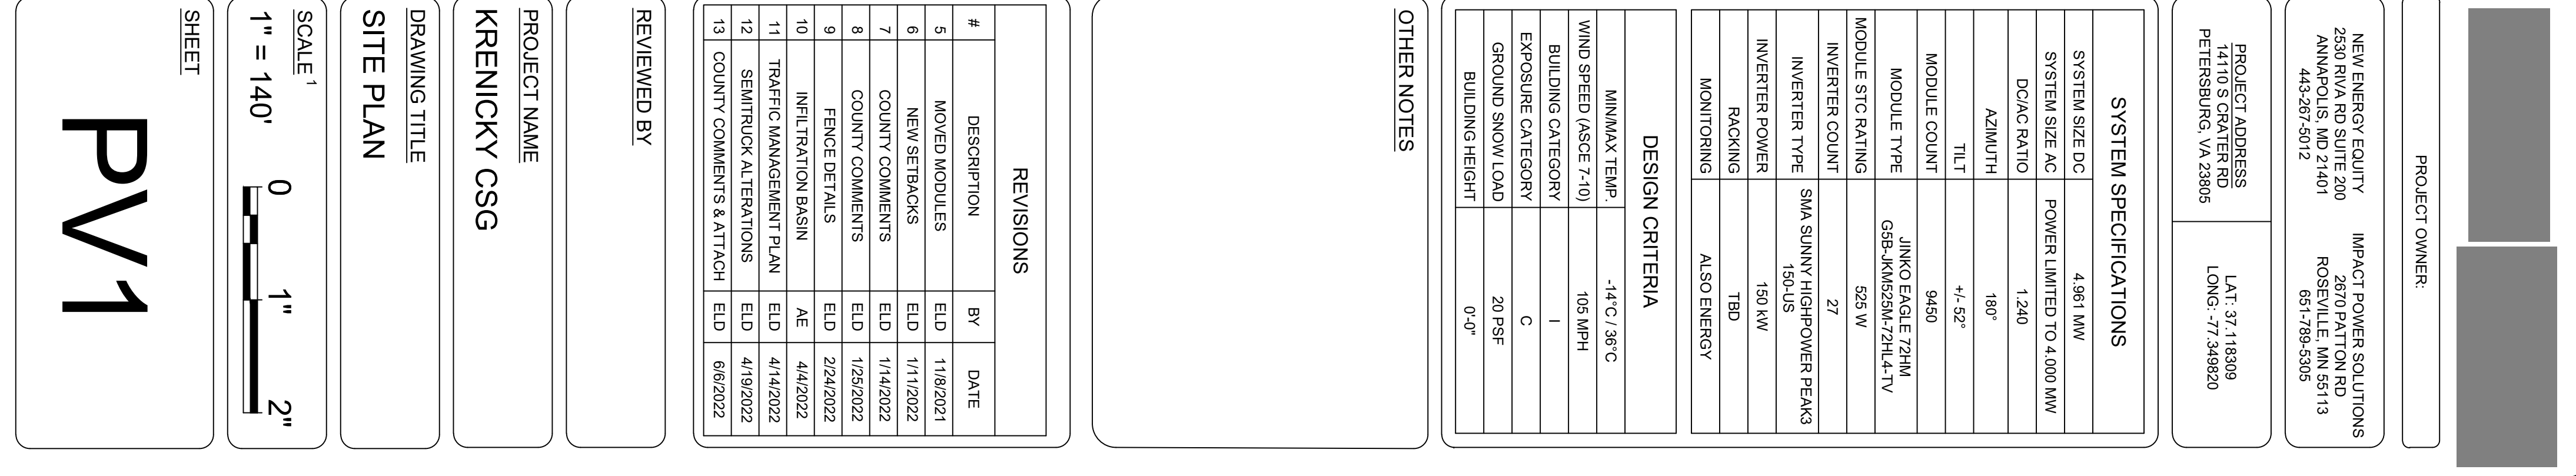 PROJECT OWNER:
NEW ENERGY EQUITY
2530 RIVA RD SUITE 200
ANNAPOLIS, MD 21401
443-267-5012
IMPACT POWER SOLUTIONS
2670 PATTON RD
ROSEVILLE, MN 55113
651-789-5305
PROJECT ADDRESS
14110 S CRATER RD
PETERSBURG, VA 23805
LAT: 37.118309
LONG: -77.349820
SYSTEM SPECIFICATIONS
SYSTEM SIZE DC 4.961 MW
SYSTEM SIZE AC POWER LIMITED TO 4.000 MW
DC/AC RATIO 1.240
AZIMUTH 180°
TILT +/- 52°
MODULE COUNT 9450
MODULE TYPE JINKO EAGLE 72HM
G5B-JKM525M-72HL4-TV
MODULE STC RATING 525 W
INVERTER COUNT 27
INVERTER TYPE SMA SUNNY HIGHPOWER PEAK3
150-US
INVERTER POWER 150 kW
RACKING TBD
MONITORING ALSO ENERGY
DESIGN CRITERIA
MIN/MAX TEMP. -14°C / 36°C
WIND SPEED (ASCE 7-10) 105 MPH
BUILDING CATEGORY I
EXPOSURE CATEGORY C
GROUND SNOW LOAD 20 PSF
BUILDING HEIGHT 0'-0"
OTHER NOTES
REVISIONS
# DESCRIPTION BY DATE
5 MOVED MODULES ELD 11/8/2021
6 NEW SETBACKS ELD 1/11/2022
7 COUNTY COMMENTS ELD 1/14/2022
8 COUNTY COMMENTS ELD 1/25/2022
9 FENCE DETAILS ELD 2/24/2022
10 INFILTRATION BASIN AE 4/4/2022
11 TRAFFIC MANAGEMENT PLAN ELD 4/14/2022
12 SEMITRUCK ALTERATIONS ELD 4/19/2022
13 COUNTY COMMENTS & ATTACH ELD 6/6/2022
REVIEWED BY
PROJECT NAME
KRENICKY CSG
DRAWING TITLE
SITE PLAN
SCALE 1
1" = 140'
0 1" 2"
SHEET
PV 1